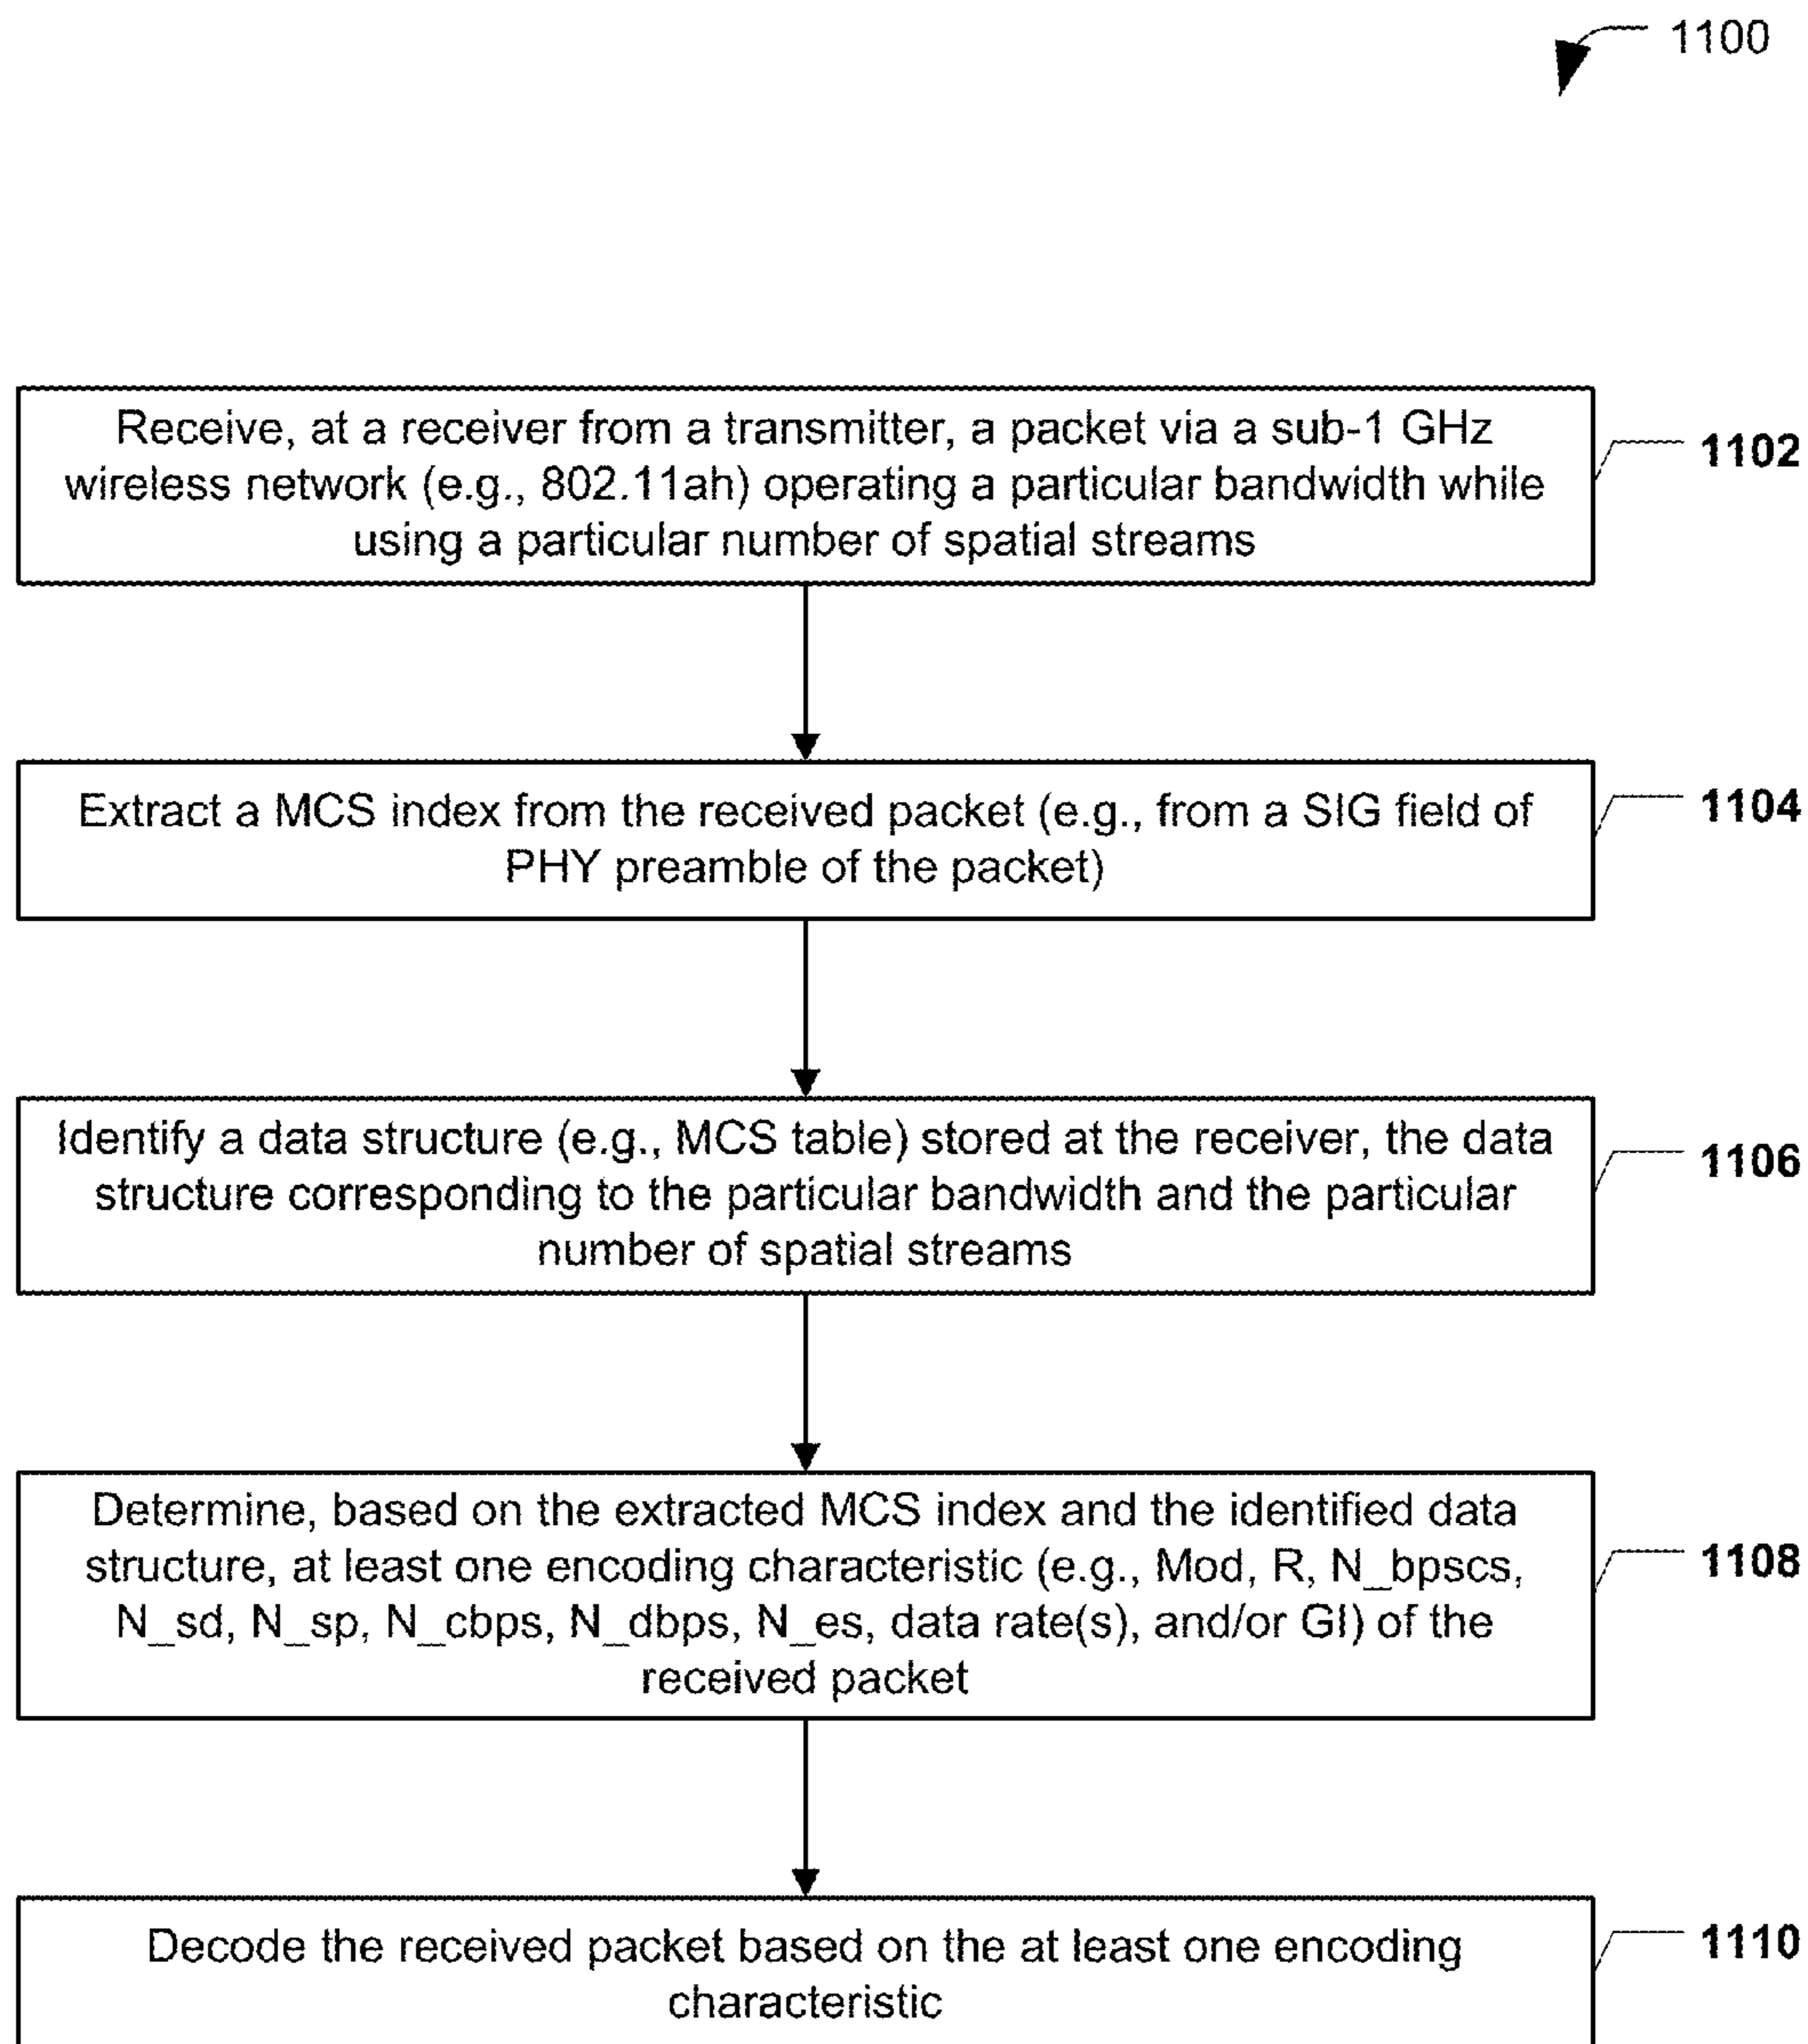 1100
Receive, at a receiver from a transmitter, a packet via a sub-1 GHz
wireless network (e.g., 802.11ah) operating a particular bandwidth while
using a particular number of spatial streams
1102
Extract a MCS index from the received packet (e.g., from a SIG field of
PHY preamble of the packet)
1104
Identify a data structure (e.g., MCS table) stored at the receiver, the data
structure corresponding to the particular bandwidth and the particular
number of spatial streams
1106
Determine, based on the extracted MCS index and the identified data
structure, at least one encoding characteristic (e.g., Mod, R, N_bpscs,
N_sd, N_sp, N_cbps, N_dbps, N_es, data rate(s), and/or GI) of the
received packet
1108
Decode the received packet based on the at least one encoding
characteristic
1110